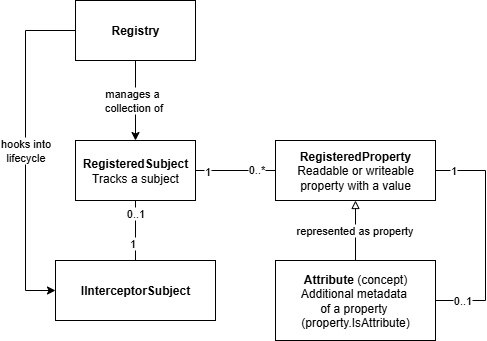 Registry
manages a
collection of
hooks into
lifecycle
RegisteredSubject
Tracks a subject
1
0..*
RegisteredProperty
Readable or writeable
property with a value
1
0..1
1
represented as property
IInterceptorSubject
Attribute (concept)
Additional metadata
of a property
(property.IsAttribute)
0..1